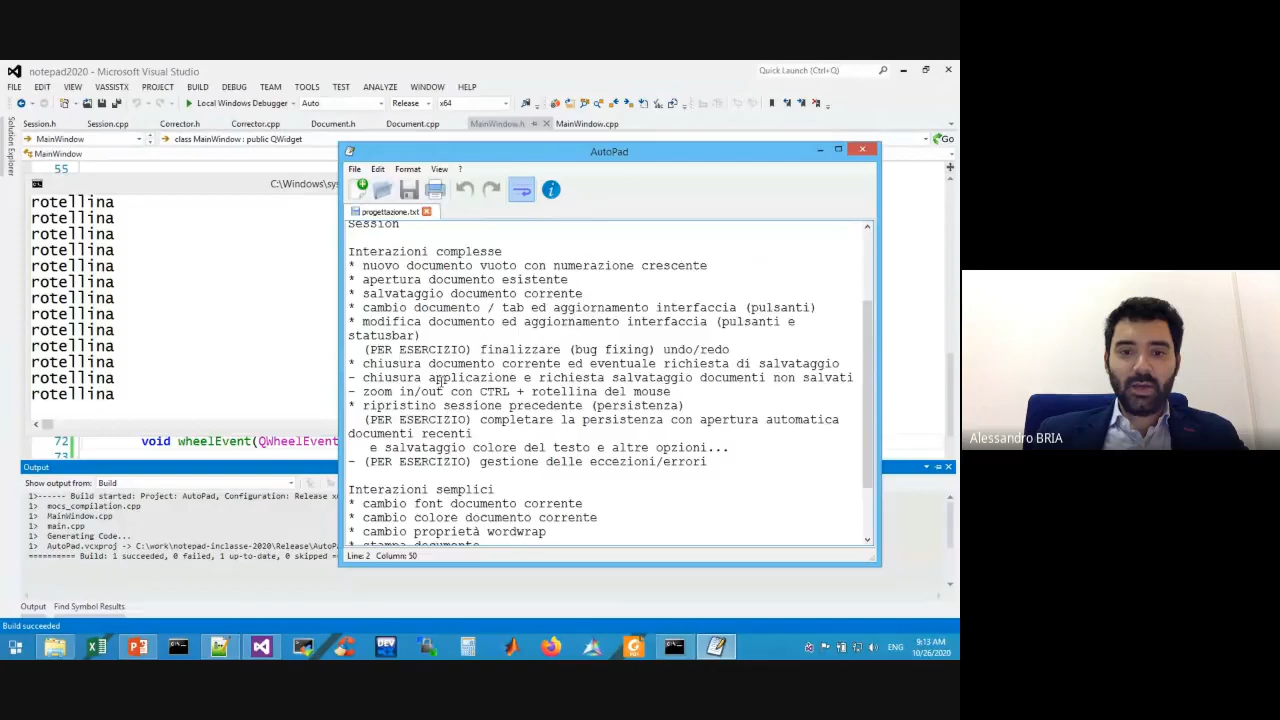 notepad2020 - Microsoft Visual Studio
Quick Launch (Ctrl+Q)
FILE EDIT VIEW VASSISTX PROJECT BUILD DEBUG TEAM TOOLS TEST ANALYZE WINDOW HELP
Local Windows Debugger Auto Release x64
Session.h Session.cpp Corrector.h Corrector.cpp Document.h Document.cpp MainWindow.h MainWindow.cpp
MainWindow class MainWindow : public QWidget Go
MainWindow
Solution Explorer
55
C:\Windows\sys
rotellina
rotellina
rotellina
rotellina
rotellina
rotellina
rotellina
rotellina
rotellina
rotellina
rotellina
rotellina
rotellina
72 void wheelEvent(QWheelEvent
73
AutoPad
File Edit Format View ?
progettazione.txt
Session
Interazioni complesse
* nuovo documento vuoto con numerazione crescente
* apertura documento esistente
* salvataggio documento corrente
* cambio documento / tab ed aggiornamento interfaccia (pulsanti)
* modifica documento ed aggiornamento interfaccia (pulsanti e
statusbar)
(PER ESERCIZIO) finalizzare (bug fixing) undo/redo
* chiusura documento corrente ed eventuale richiesta di salvataggio
- chiusura applicazione e richiesta salvataggio documenti non salvati
- zoom in/out con CTRL + rotellina del mouse
* ripristino sessione precedente (persistenza)
(PER ESERCIZIO) completare la persistenza con apertura automatica
documenti recenti
e salvataggio colore del testo e altre opzioni...
- (PER ESERCIZIO) gestione delle eccezioni/errori
Interazioni semplici
* cambio font documento corrente
* cambio colore documento corrente
* cambio proprietà wordwrap
* stampa documento
Line: 2 Column: 50
Output
Show output from: Build
1>------ Build started: Project: AutoPad, Configuration: Release x
1> mocs_compilation.cpp
1> MainWindow.cpp
1> main.cpp
1> Generating Code...
1> AutoPad.vcxproj -> C:\work\notepad-inclasse-2020\Release\AutoPa
========== Build: 1 succeeded, 0 failed, 1 up-to-date, 0 skipped =
Output Find Symbol Results
Build succeeded
DEV
ENG
9:13 AM
10/26/2020
Alessandro BRIA